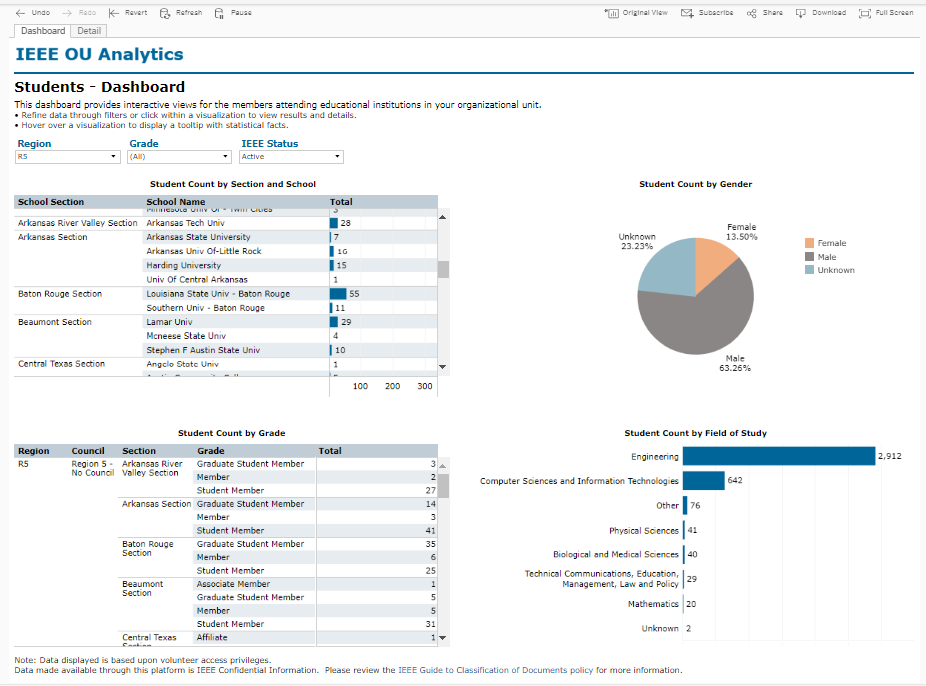 Undo Redo Revert Refresh Pause Original View Subscribe Share Download Full Screen
Dashboard Detail
IEEE OU Analytics
Students - Dashboard
This dashboard provides interactive views for the members attending educational institutions in your organizational unit.
• Refine data through filters or click within a visualization to view results and details.
• Hover over a visualization to display a tooltip with statistical facts.
Region Grade IEEE Status
R5 (All) Active
Student Count by Section and School
School Section School Name Total
Minnesota Univ Of - Twin Cities 3
Arkansas River Valley Section Arkansas Tech Univ 28
Arkansas Section Arkansas State University 7
Arkansas Univ Of-Little Rock 16
Harding University 15
Univ Of Central Arkansas 1
Baton Rouge Section Louisiana State Univ - Baton Rouge 55
Southern Univ - Baton Rouge 11
Beaumont Section Lamar Univ 29
Mcneese State Univ 4
Stephen F Austin State Univ 10
Central Texas Section Angelo State Univ 1
100 200 300
Student Count by Gender
Female
13.50%
Unknown
23.23%
Male
63.26%
Female
Male
Unknown
Student Count by Grade
Region Council Section Grade Total
R5 Region 5 - No Council Arkansas River Valley Section Graduate Student Member 3
Member 2
Student Member 27
Arkansas Section Graduate Student Member 14
Member 3
Student Member 41
Baton Rouge Section Graduate Student Member 35
Member 6
Student Member 25
Beaumont Section Associate Member 1
Graduate Student Member 5
Member 5
Student Member 31
Central Texas Section Affiliate 1
Student Count by Field of Study
Engineering 2,912
Computer Sciences and Information Technologies 642
Other 76
Physical Sciences 41
Biological and Medical Sciences 40
Technical Communications, Education,
Management, Law and Policy 29
Mathematics 20
Unknown 2
Note: Data displayed is based upon volunteer access privileges.
Data made available through this platform is IEEE Confidential Information. Please review the IEEE Guide to Classification of Documents policy for more information.